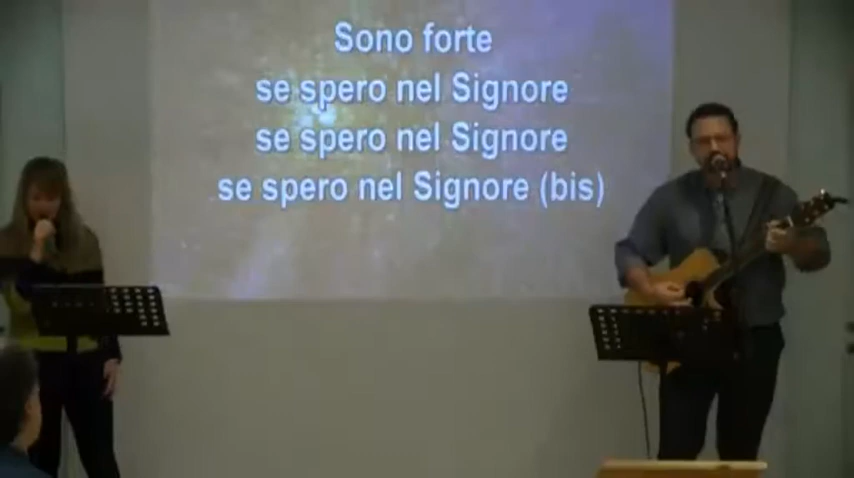 Sono forte
se spero nel Signore
se spero nel Signore
se spero nel Signore (bis)